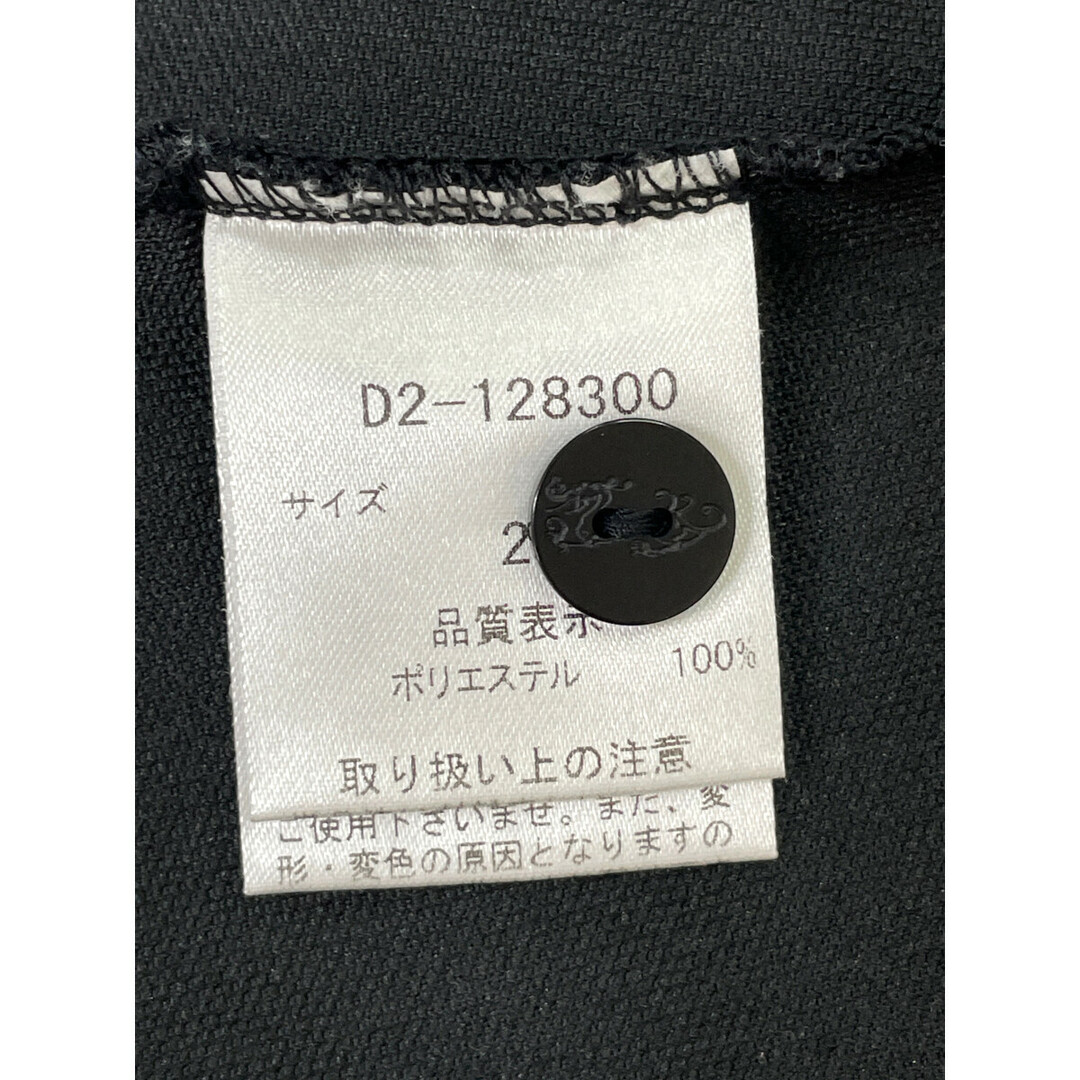 D2-128300
サイズ
2
品質表示
ポリエステル 100%
取り扱い上の注意
ご使用下さいませ。また、変
形・変色の原因となりますの